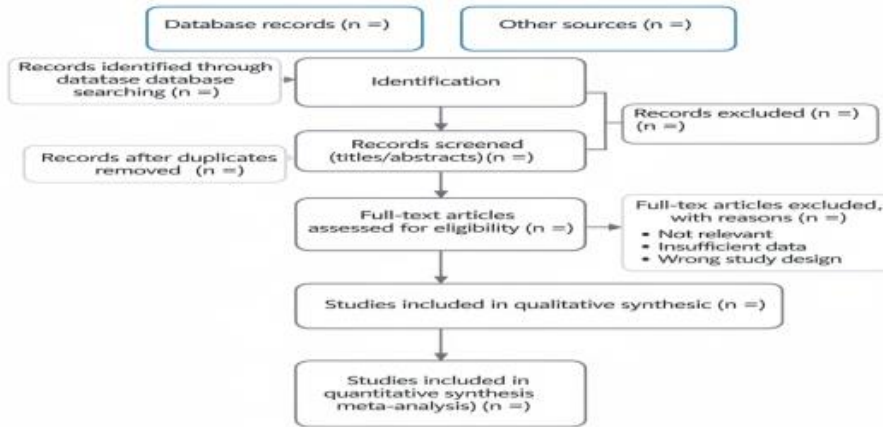 Database records (n =)
Other sources (n =)
Records identified through
datatase database
searching (n =)
Identification
Records excluded (n =)
(n =)
Records screened
(titles/abstracts) (n =)
Records after duplicates
removed (n =)
Full-text articles
assessed for eligibility (n =)
Full-tex articles excluded,
with reasons (n =)
• Not relevant
• Insufficient data
• Wrong study design
Studies included in qualitative synthesic (n =)
Studies included in
quantitative synthesis
meta-analysis) (n =)